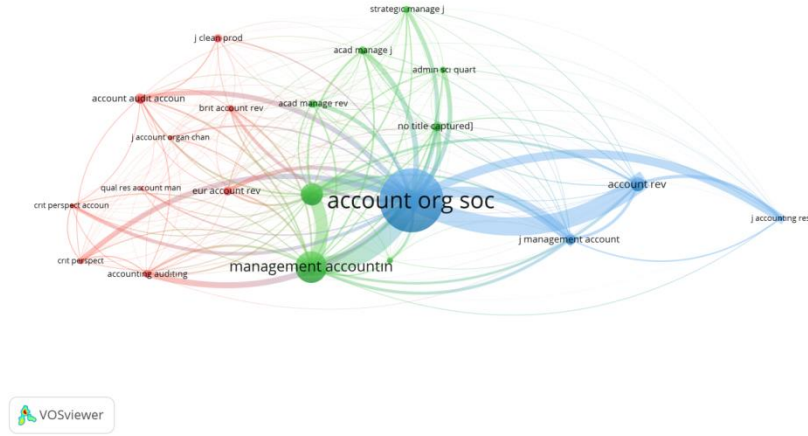 strategic manage j
j clean prod
acad manage j
admin sci quart
account audit accoun
acad manage rev
brit account rev
no title captured]
j account organ chan
account rev
qual res account man
eur account rev
account org soc
crit perspect accoun
j accounting res
j management account
crit perspect
management accountin
accounting auditing
VOSviewer